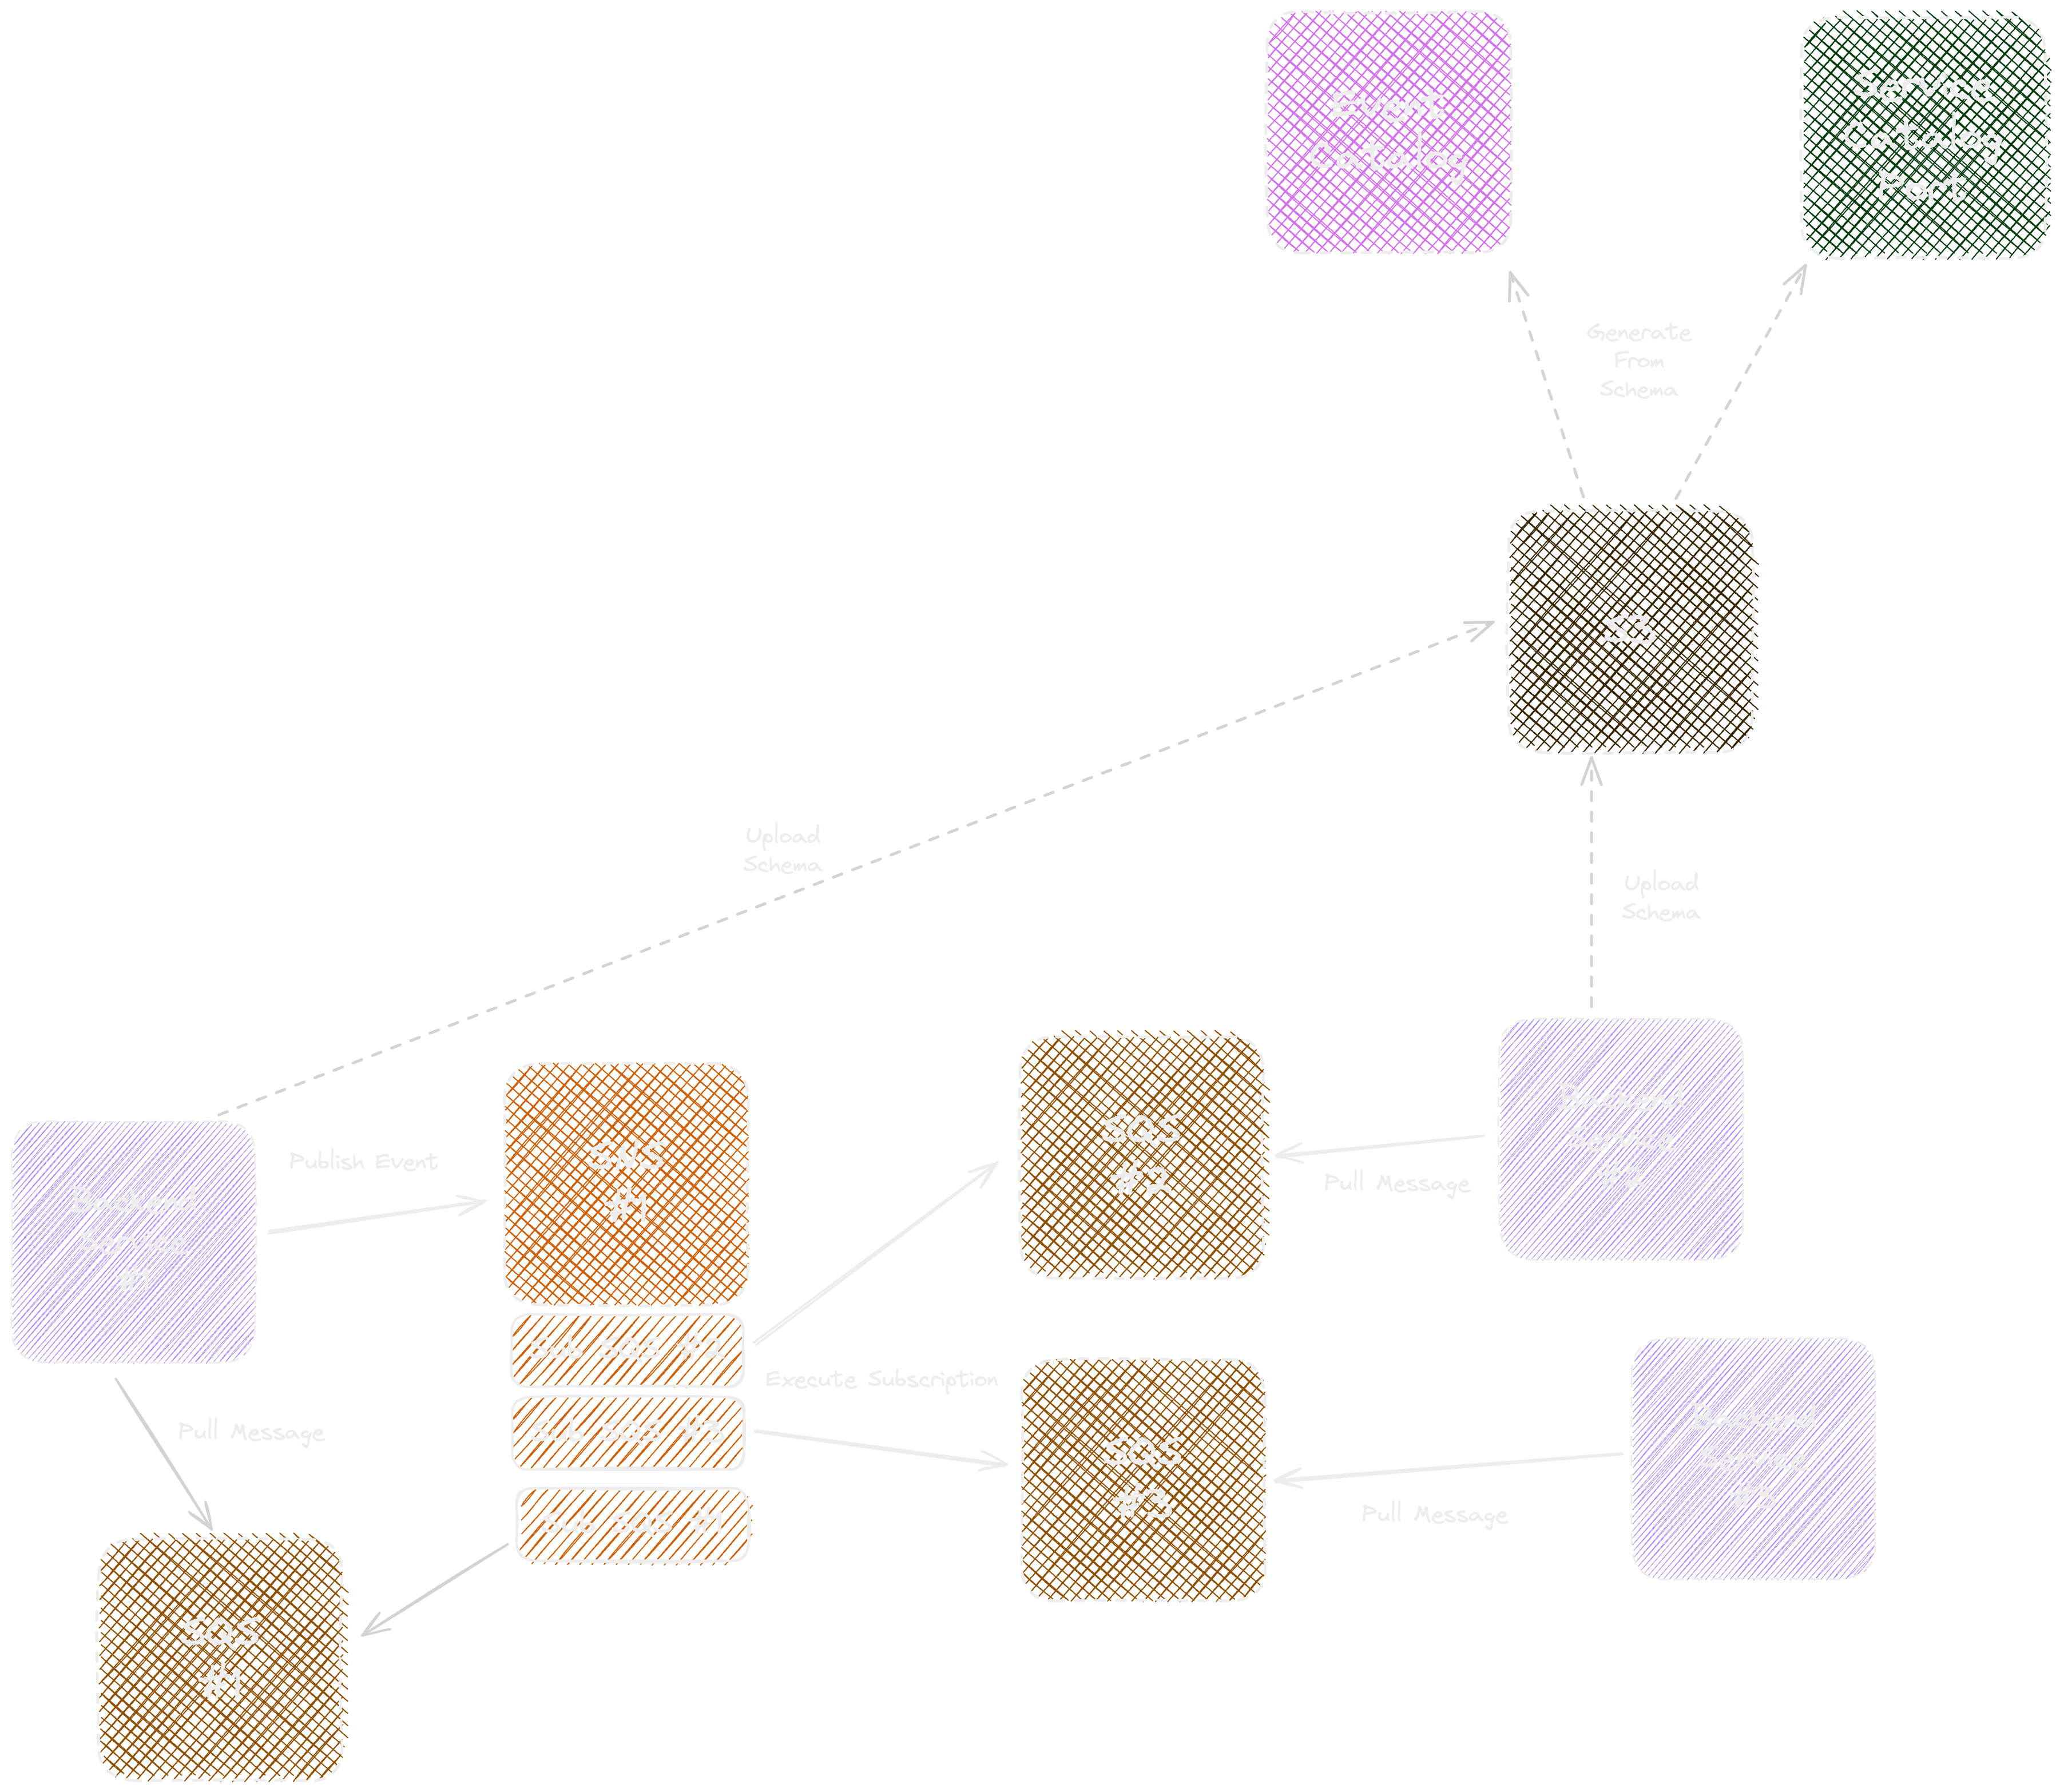 Event
Catalog
Service
Catalog
Port
Generate
From
Schema
S3
Upload
Schema
Upload
Schema
Backend
Service
#1
Publish Event
SNS
#1
SQS
#2
Pull Message
Backend
Service
#2
Sub SQS #2
Execute Subscription
Sub SQS #3
Sub SQS #1
SQS
#3
Pull Message
Backend
Service
Pull Message
SQS
#1